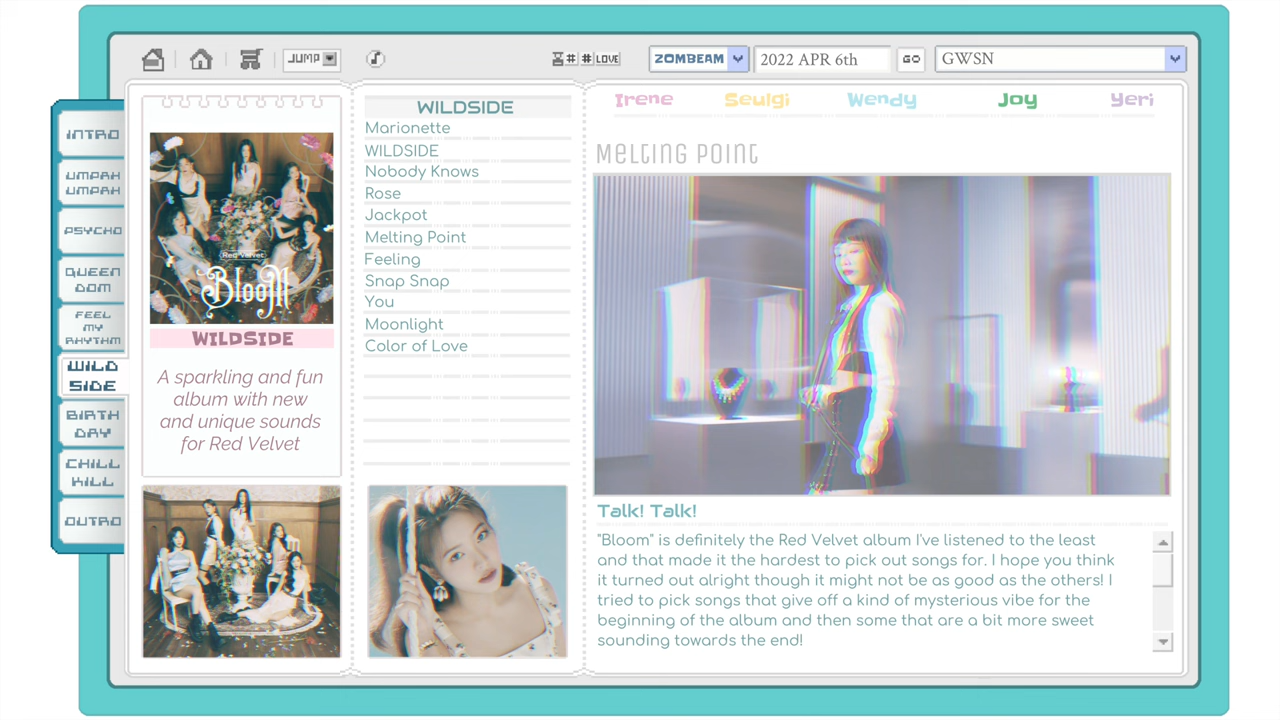 JUMP
# # LOVE
ZOMBEAM
2022 APR 6th
GO
GWSN
INTRO
UMPAH
UMPAH
PSYCHO
QUEEN
DOM
FEEL
MY
RHYTHM
WILD
SIDE
BIRTH
DAY
CHILL
KILL
OUTRO
Red Velvet
Bloom
WILDSIDE
A sparkling and fun
album with new
and unique sounds
for Red Velvet
WILDSIDE
Marionette
WILDSIDE
Nobody Knows
Rose
Jackpot
Melting Point
Feeling
Snap Snap
You
Moonlight
Color of Love
Irene Seulgi Wendy Joy Yeri
Melting Point
Talk! Talk!
"Bloom" is definitely the Red Velvet album I've listened to the least
and that made it the hardest to pick out songs for. I hope you think
it turned out alright though it might not be as good as the others! I
tried to pick songs that give off a kind of mysterious vibe for the
beginning of the album and then some that are a bit more sweet
sounding towards the end!